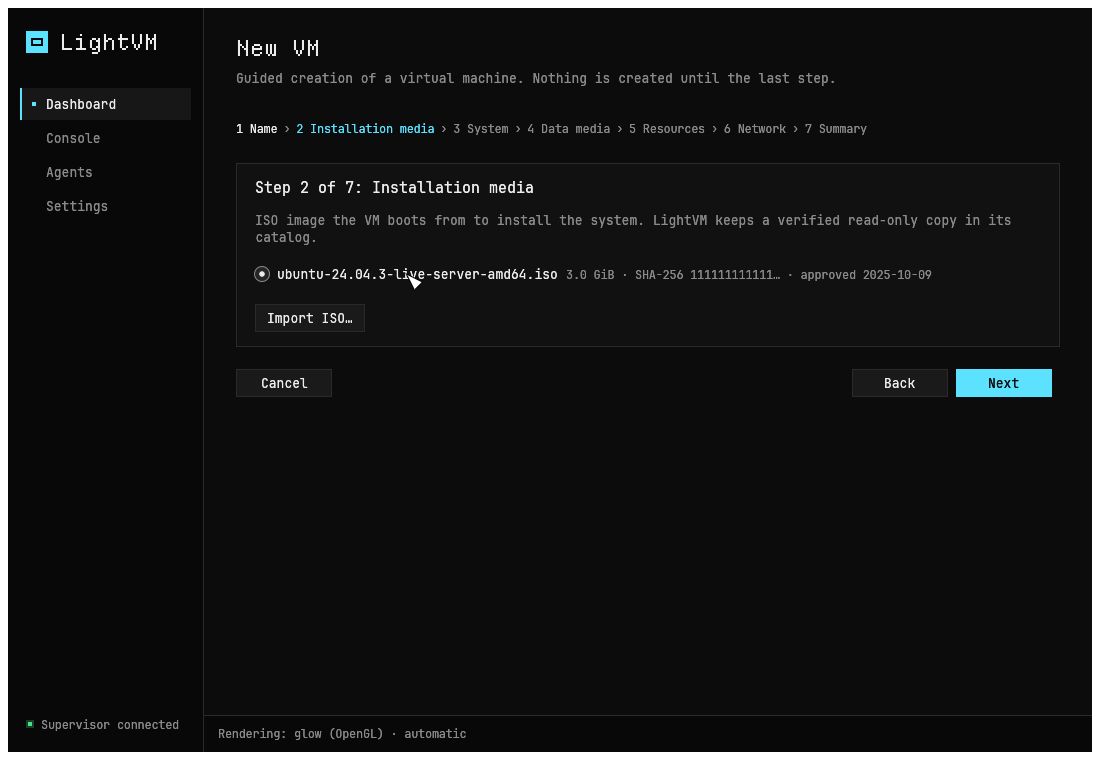 LightVM
Dashboard
Console
Agents
Settings
Supervisor connected
New VM
Guided creation of a virtual machine. Nothing is created until the last step.
1 Name › 2 Installation media › 3 System › 4 Data media › 5 Resources › 6 Network › 7 Summary
Step 2 of 7: Installation media
ISO image the VM boots from to install the system. LightVM keeps a verified read-only copy in its
catalog.
ubuntu-24.04.3-live-server-amd64.iso 3.0 GiB · SHA-256 111111111111… · approved 2025-10-09
Import ISO…
Cancel Back Next
Rendering: glow (OpenGL) · automatic